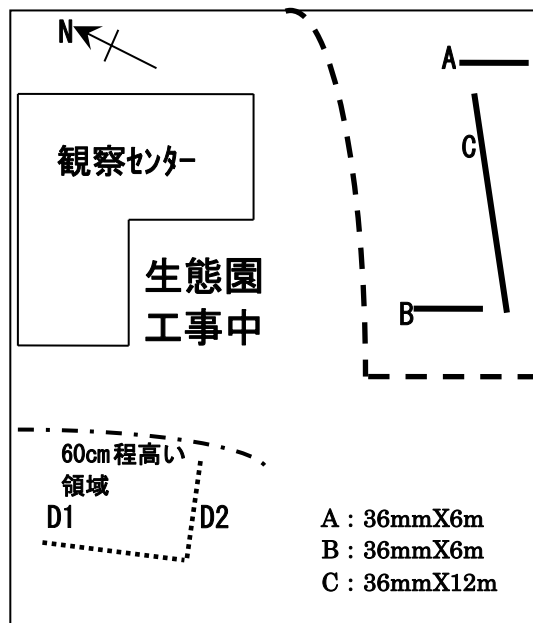 N
A
観察センター
C
生態園
工事中
B
60cm程高い
領域
D1
D2
A：36mmX6m
B：36mmX6m
C：36mmX12m